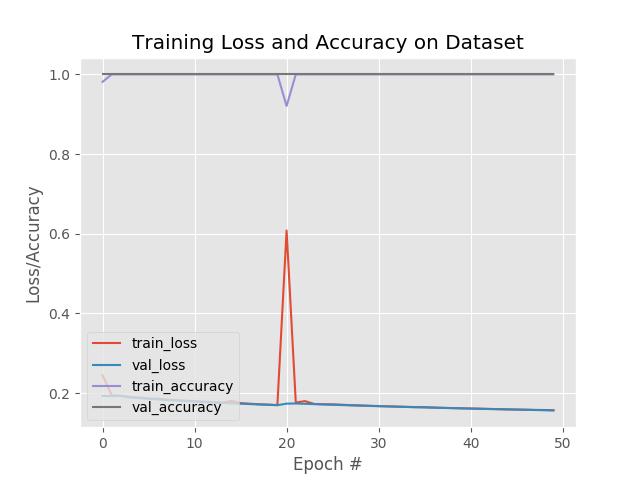 Training Loss and Accuracy on Dataset
1.0
0.8
0.6
0.4
0.2
Loss/Accuracy
train_loss
val_loss
train_accuracy
val_accuracy
0 10 20 30 40 50
Epoch #